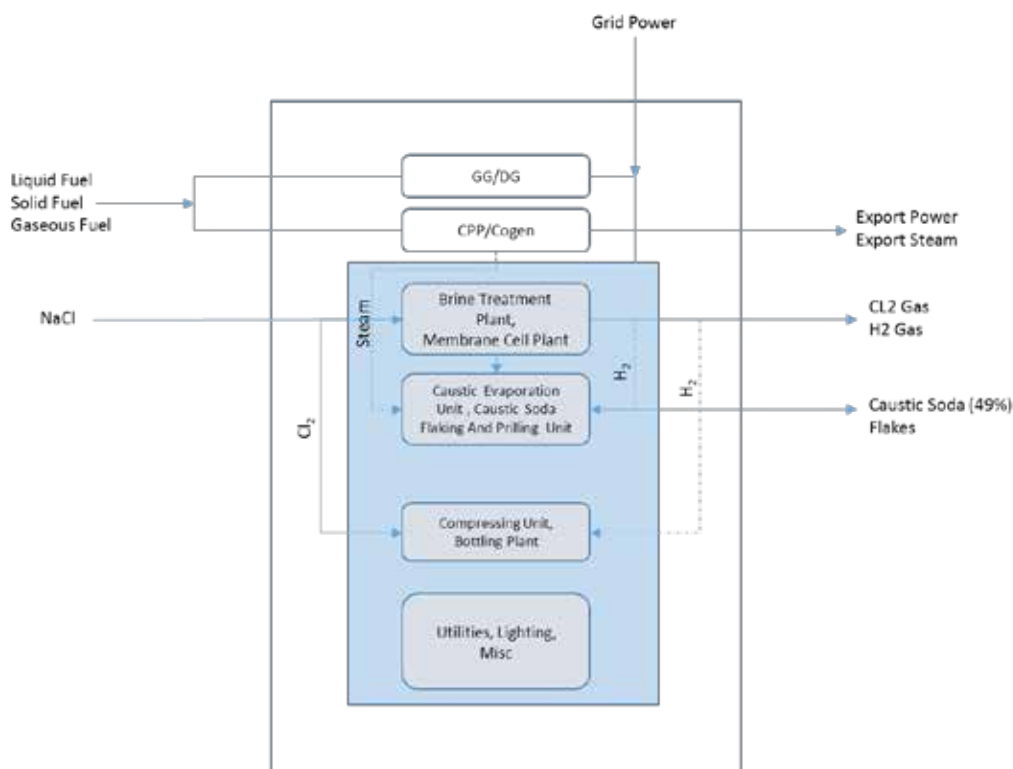 Grid Power
Liquid Fuel
Solid Fuel
Gaseous Fuel
GG/DG
CPP/Cogen
Export Power
Export Steam
NaCl
Steam
Brine Treatment
Plant,
Membrane Cell Plant
CL2 Gas
H2 Gas
H₂
H₂
Cl₂
Caustic Evaporation
Unit , Caustic Soda
Flaking And Prilling Unit
Caustic Soda (49%)
Flakes
Compressing Unit,
Bottling Plant
Utilities, Lighting,
Misc